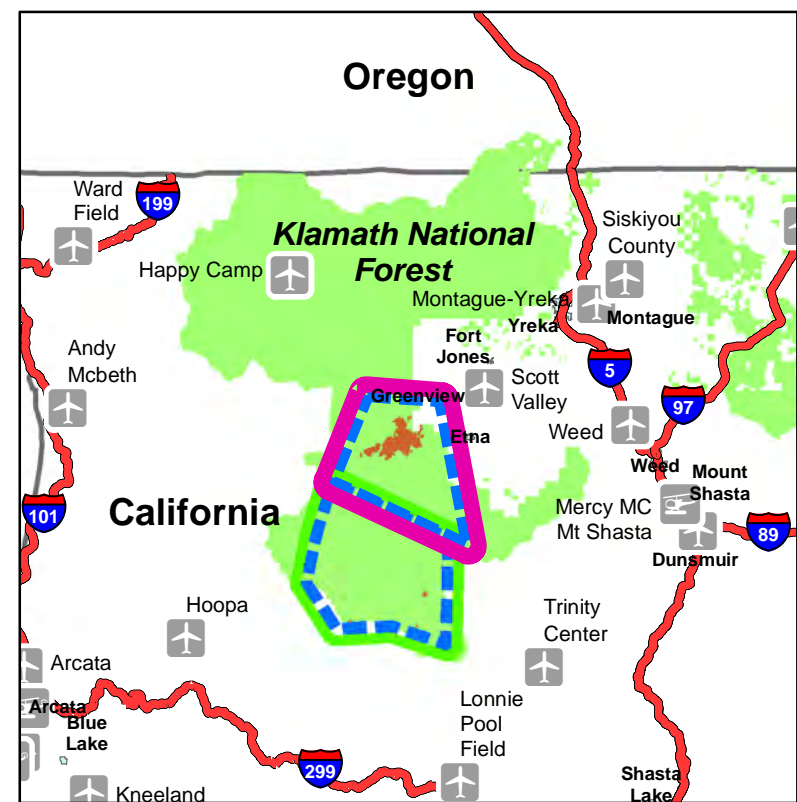 Oregon
Ward
Field
199
Klamath National
Forest
Siskiyou
County
Happy Camp
Montague-Yreka
Yreka
Montague
Fort
Jones
Andy
Mcbeth
5
Scott
Valley
Greenview
97
Weed
Etna
Weed
Mount
Shasta
101
California
Mercy MC
Mt Shasta
89
Dunsmuir
Hoopa
Trinity
Center
Arcata
Arcata
Blue
Lake
Lonnie
Pool
Field
299
Kneeland
Shasta
Lake